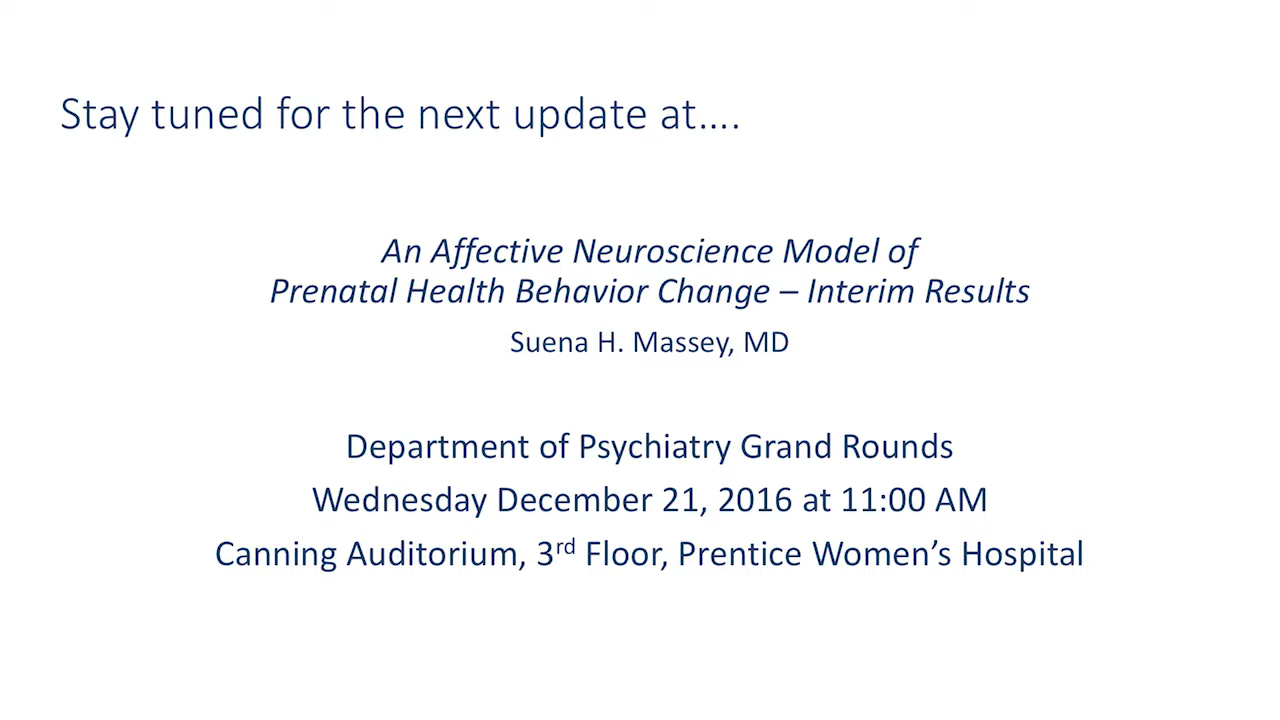 Stay tuned for the next update at....
An Affective Neuroscience Model of
Prenatal Health Behavior Change – Interim Results
Suena H. Massey, MD
Department of Psychiatry Grand Rounds
Wednesday December 21, 2016 at 11:00 AM
Canning Auditorium, 3rd Floor, Prentice Women’s Hospital